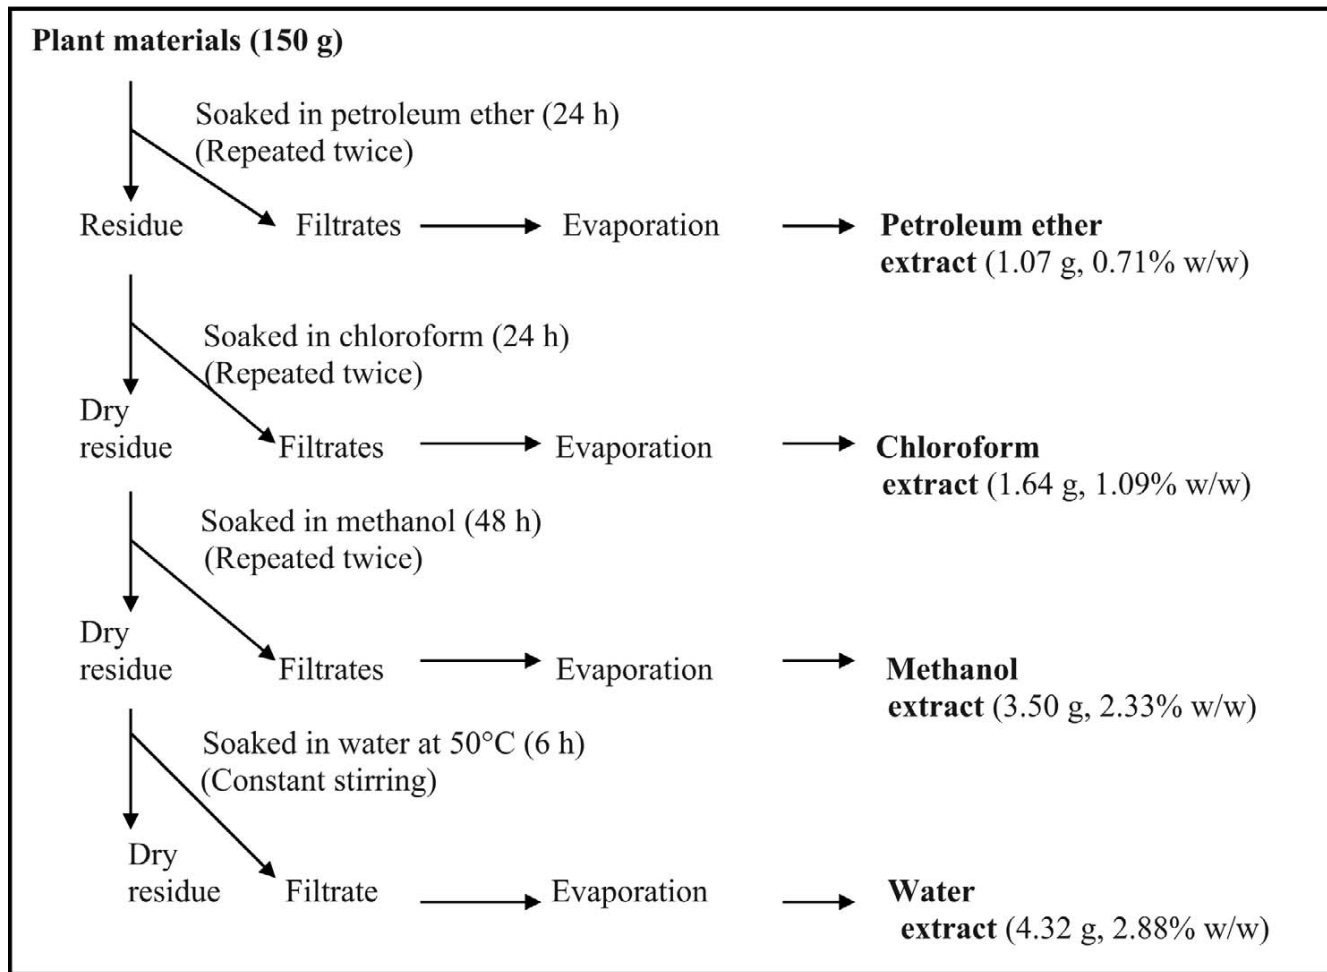 Plant materials (150 g)
Soaked in petroleum ether (24 h)
(Repeated twice)
Residue
Filtrates
Evaporation
Petroleum ether
extract (1.07 g, 0.71% w/w)
Soaked in chloroform (24 h)
(Repeated twice)
Dry
residue
Filtrates
Evaporation
Chloroform
extract (1.64 g, 1.09% w/w)
Soaked in methanol (48 h)
(Repeated twice)
Dry
residue
Filtrates
Evaporation
Methanol
extract (3.50 g, 2.33% w/w)
Soaked in water at 50°C (6 h)
(Constant stirring)
Dry
residue
Filtrate
Evaporation
Water
extract (4.32 g, 2.88% w/w)